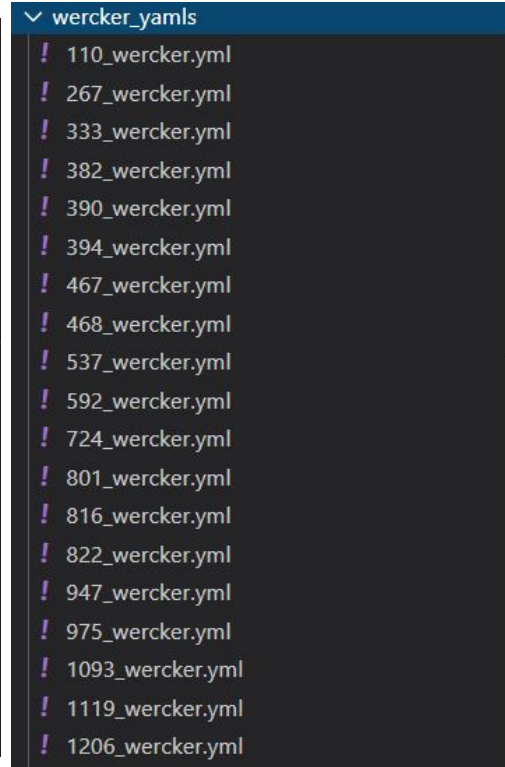 wercker_yamls
! 110_wercker.yml
! 267_wercker.yml
! 333_wercker.yml
! 382_wercker.yml
! 390_wercker.yml
! 394_wercker.yml
! 467_wercker.yml
! 468_wercker.yml
! 537_wercker.yml
! 592_wercker.yml
! 724_wercker.yml
! 801_wercker.yml
! 816_wercker.yml
! 822_wercker.yml
! 947_wercker.yml
! 975_wercker.yml
! 1093_wercker.yml
! 1119_wercker.yml
! 1206_wercker.yml